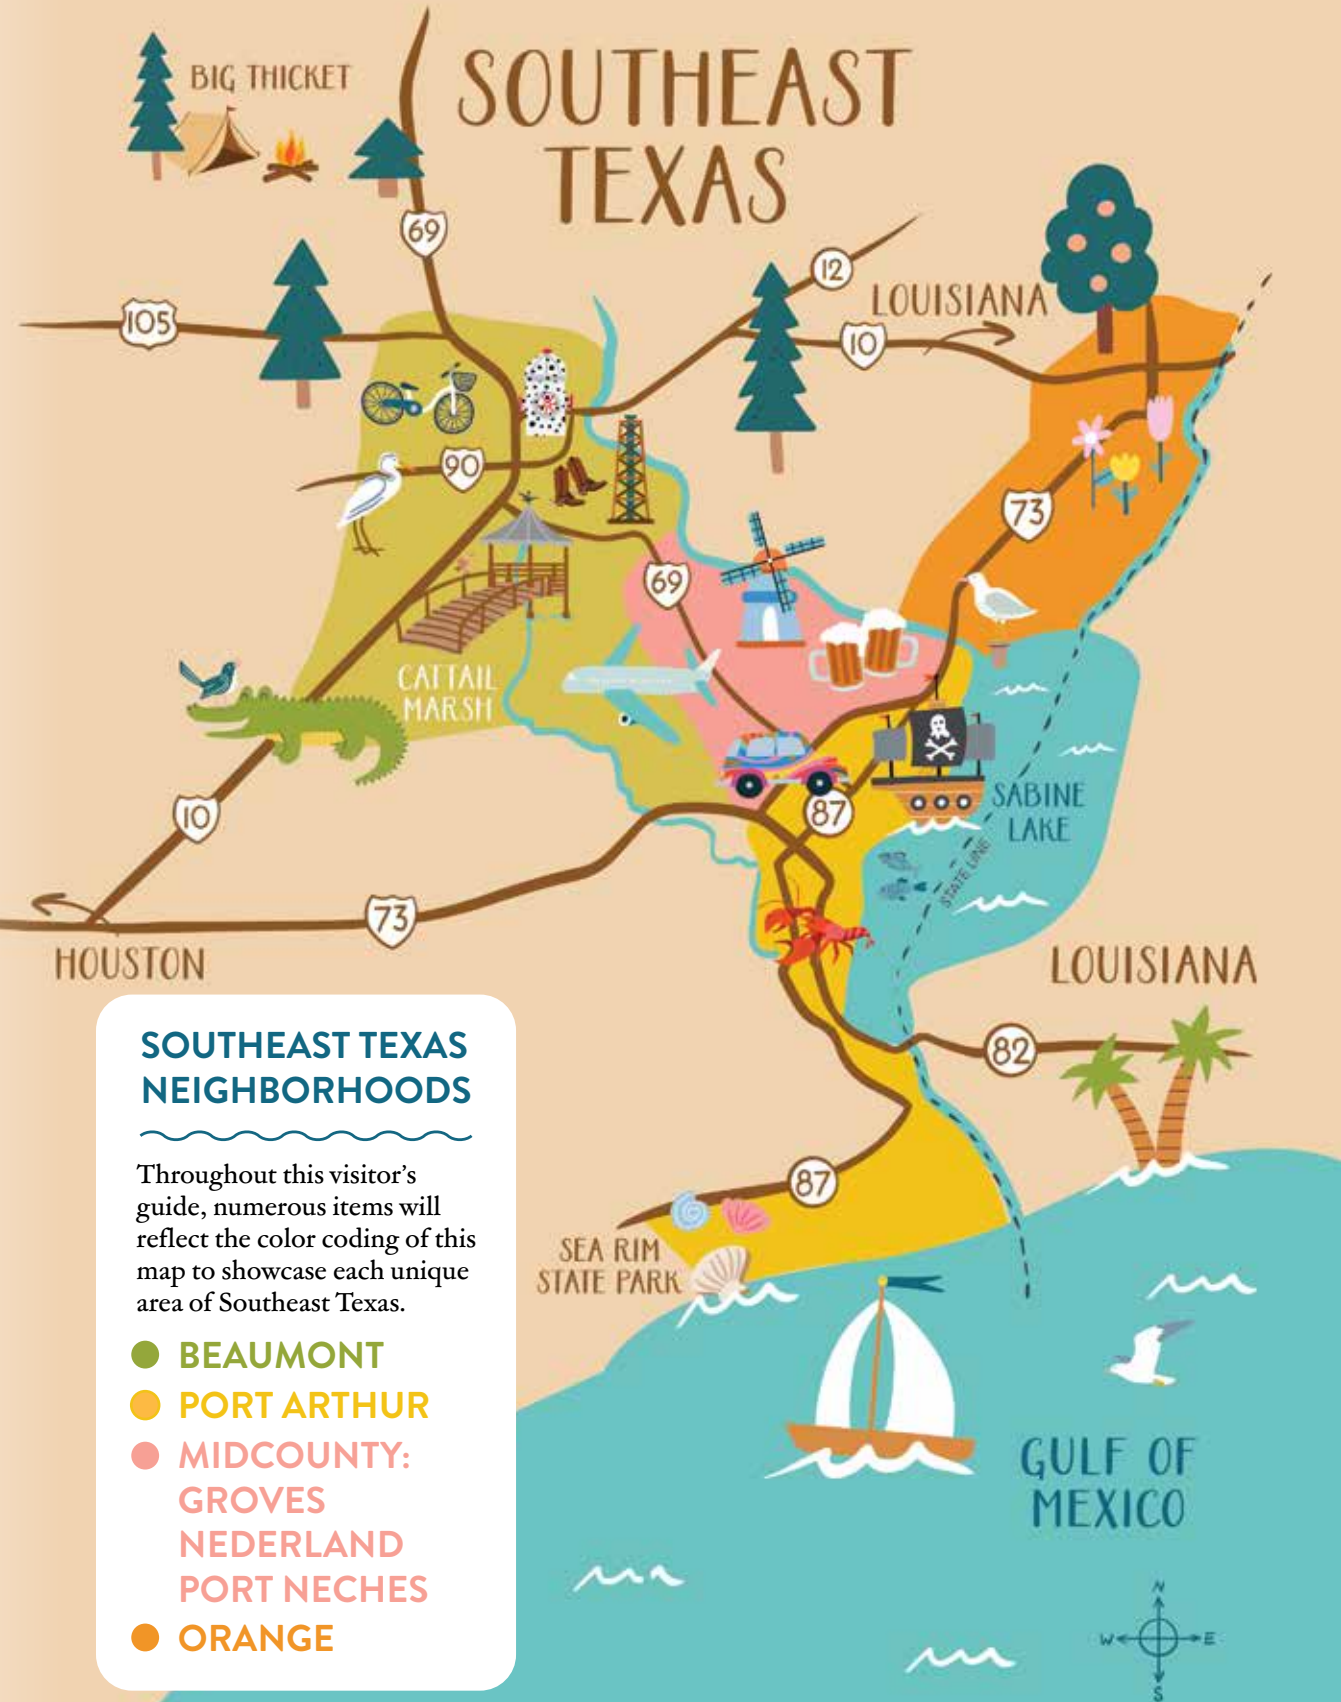 BIG THICKET
SOUTHEAST
TEXAS
69
12
LOUISIANA
105
10
90
73
69
CATTAIL
MARSH
87
SABINE
LAKE
10
STATE LINE
73
HOUSTON
LOUISIANA
82
87
SEA RIM
STATE PARK
GULF OF
MEXICO
N
W
E
S
SOUTHEAST TEXAS
NEIGHBORHOODS
Throughout this visitor's
guide, numerous items will
reflect the color coding of this
map to showcase each unique
area of Southeast Texas.
BEAUMONT
PORT ARTHUR
MIDCOUNTY:
GROVES
NEDERLAND
PORT NECHES
ORANGE